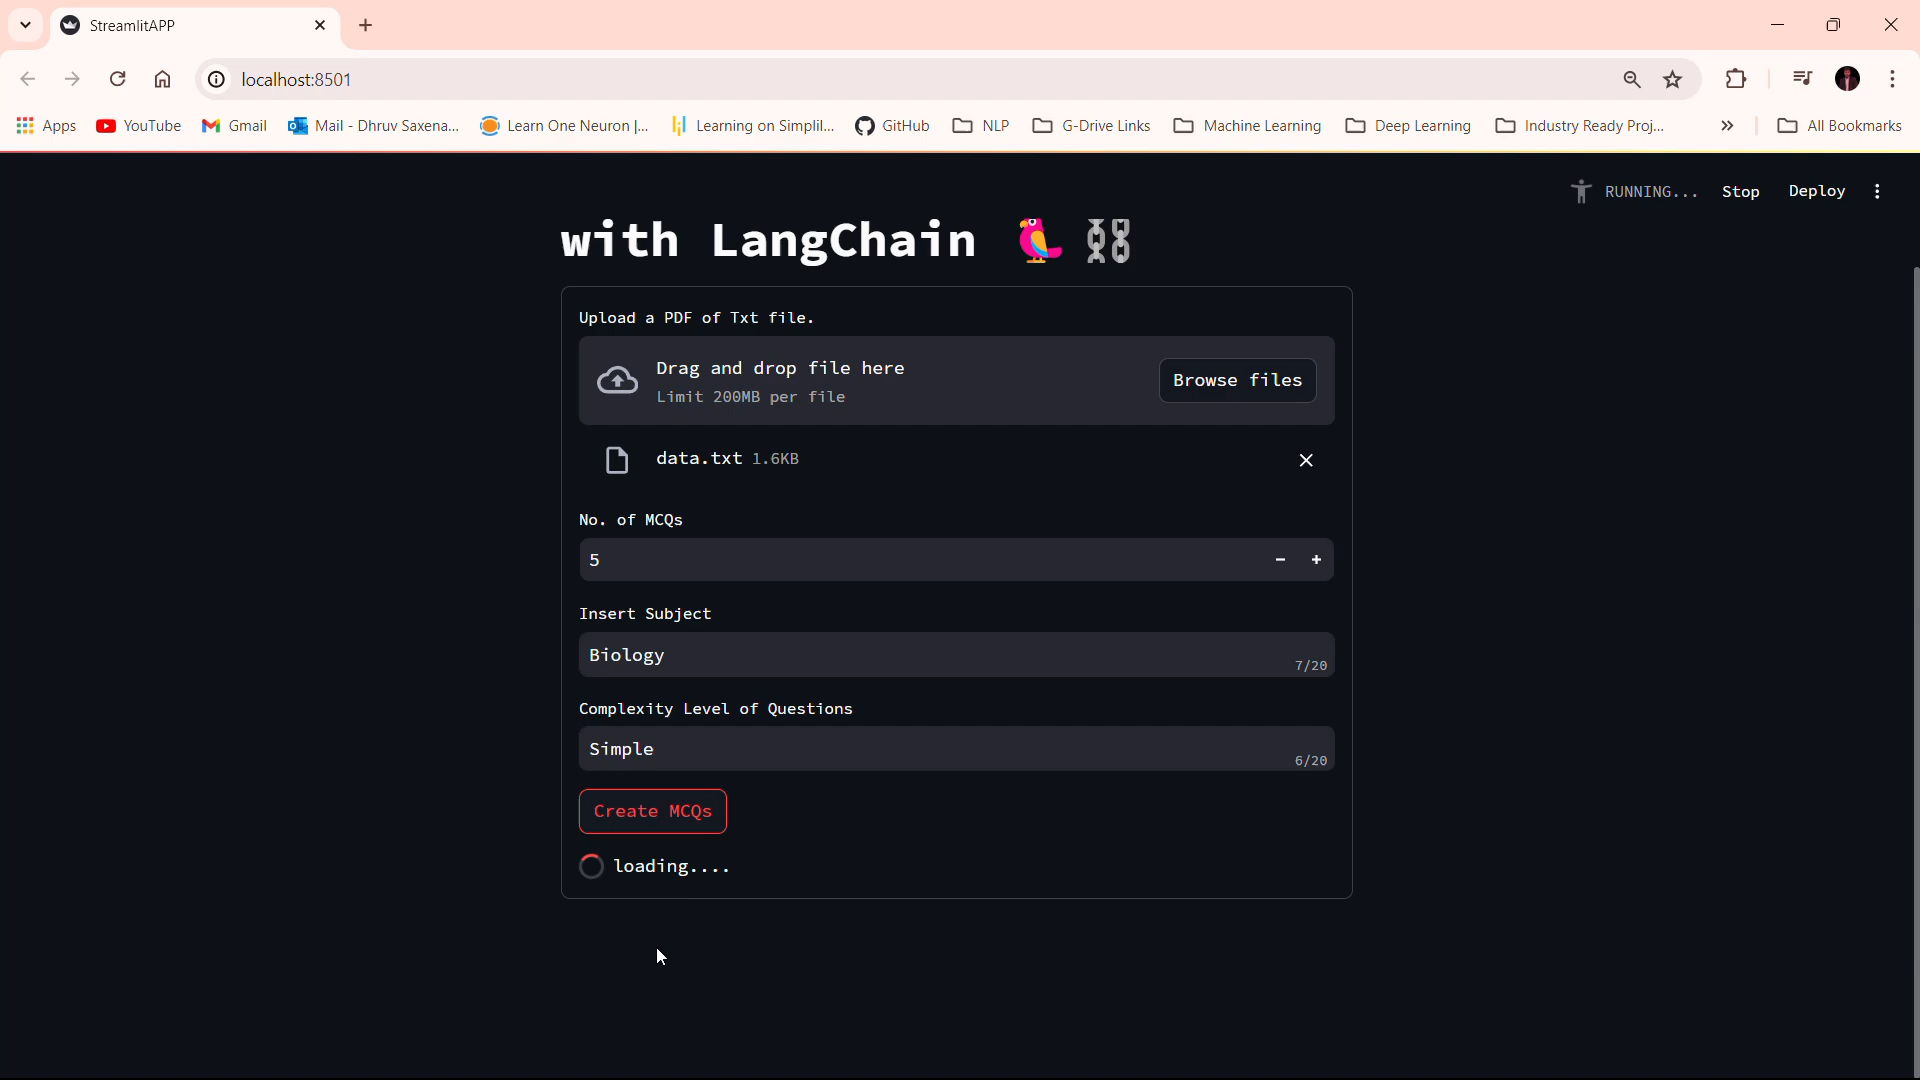 StreamlitAPP
localhost:8501
Apps YouTube Gmail Mail - Dhruv Saxena... Learn One Neuron |... Learning on Simplil... GitHub NLP G-Drive Links Machine Learning Deep Learning Industry Ready Proj... All Bookmarks
RUNNING... Stop Deploy
with LangChain
Upload a PDF of Txt file.
Drag and drop file here
Limit 200MB per file
Browse files
data.txt 1.6KB
No. of MCQs
5
Insert Subject
Biology
7/20
Complexity Level of Questions
Simple
6/20
Create MCQs
loading....